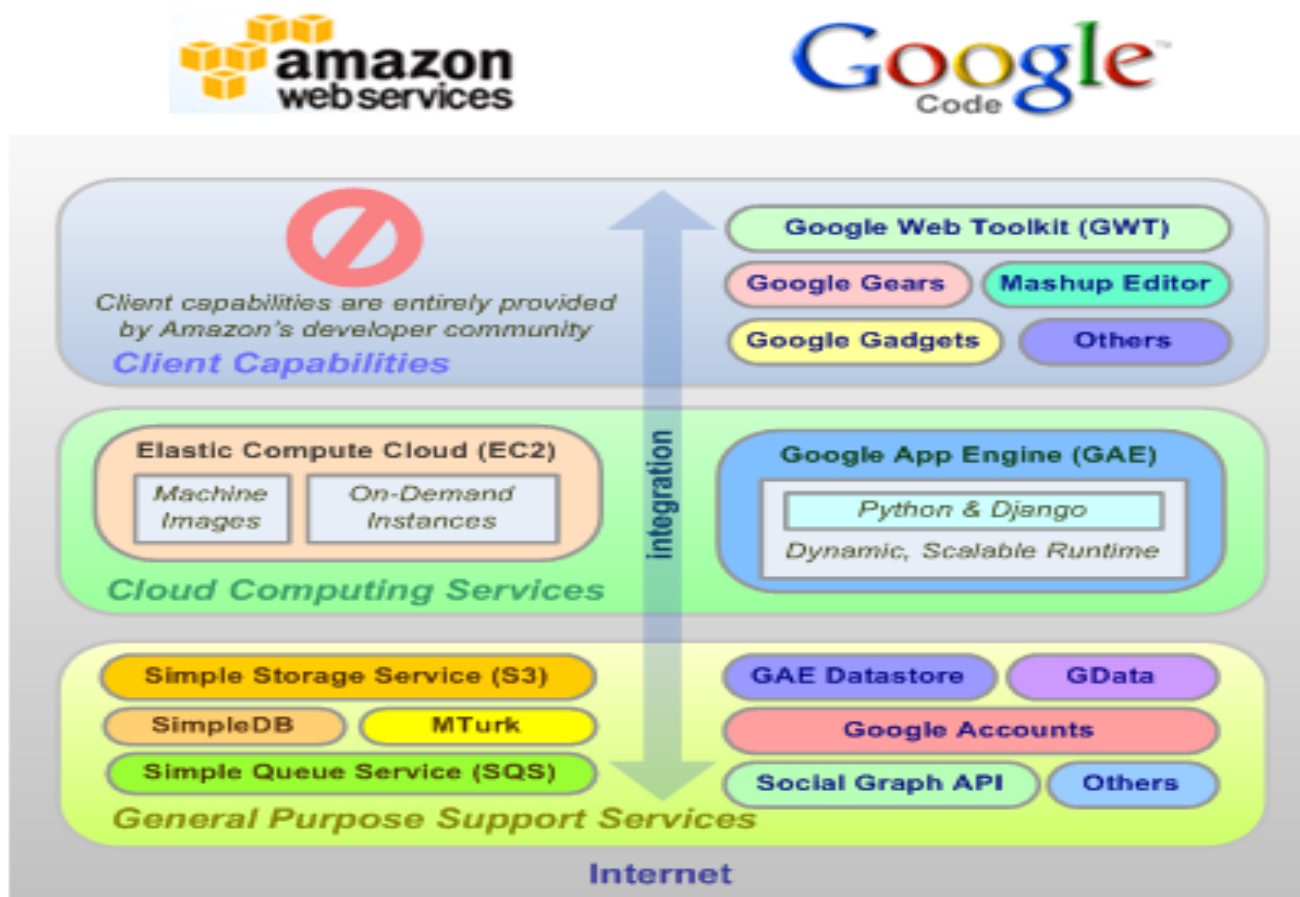 amazon
webservices
Google™
Code
Client capabilities are entirely provided
by Amazon's developer community
Client Capabilities
Google Web Toolkit (GWT)
Google Gears
Mashup Editor
Google Gadgets
Others
integration
Elastic Compute Cloud (EC2)
Machine
Images
On-Demand
Instances
Cloud Computing Services
Google App Engine (GAE)
Python & Django
Dynamic, Scalable Runtime
Simple Storage Service (S3)
SimpleDB
MTurk
Simple Queue Service (SQS)
General Purpose Support Services
GAE Datastore
GData
Google Accounts
Social Graph API
Others
Internet